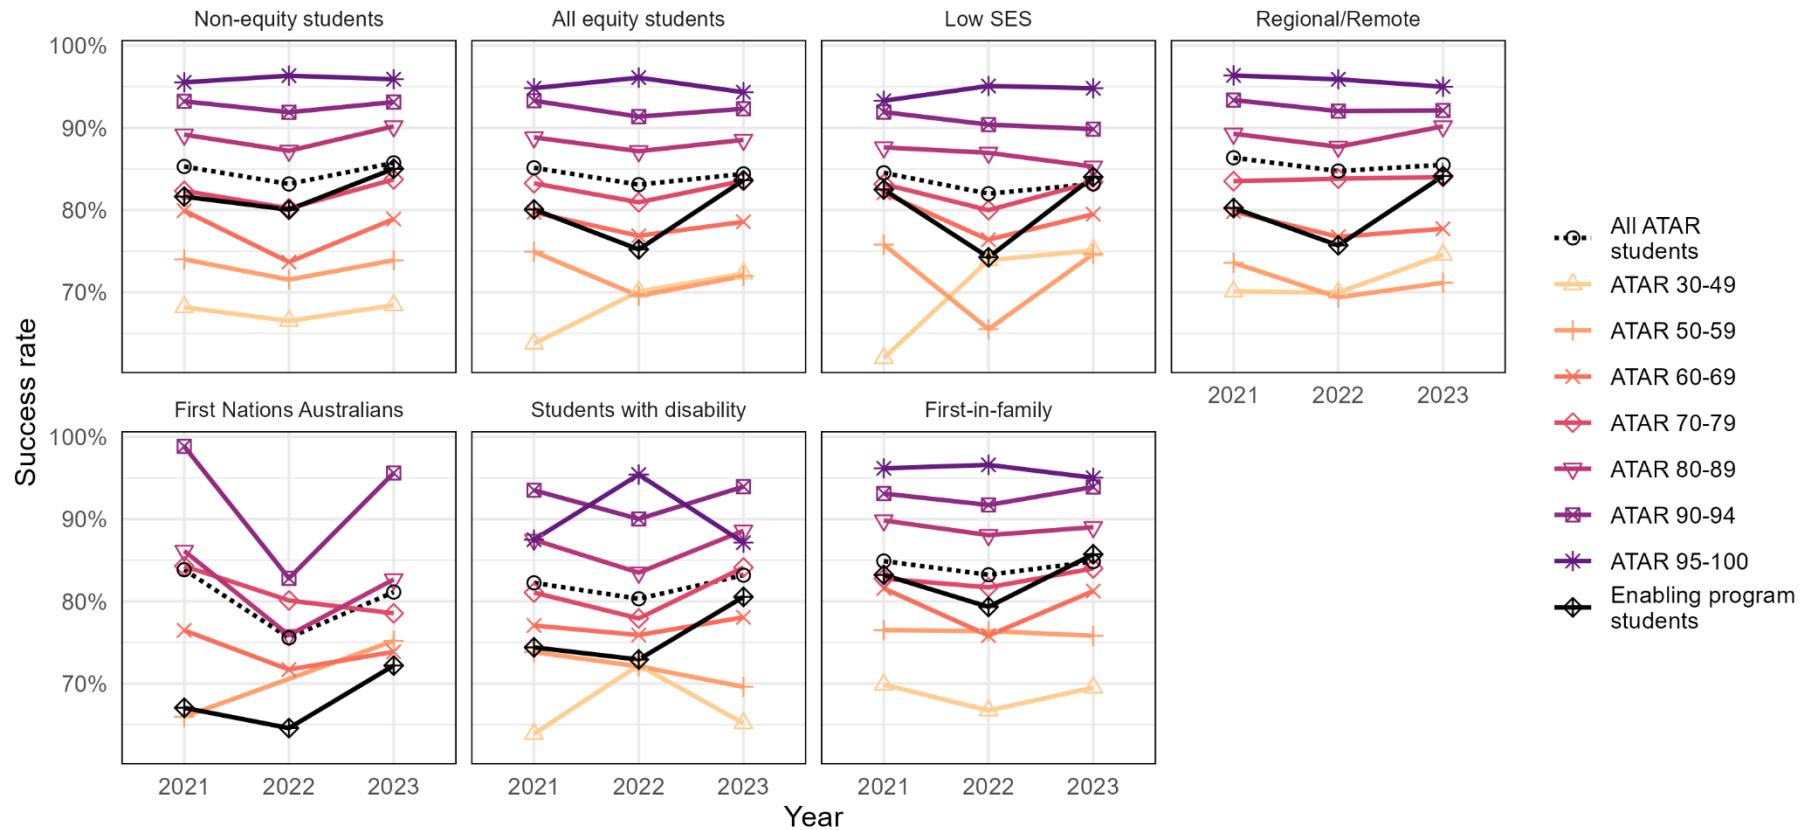 Non-equity students
All equity students
Low SES
Regional/Remote
100%
90%
80%
70%
2021
2022
2023
First Nations Australians
Students with disability
First-in-family
100%
90%
80%
70%
2021
2022
2023
2021
2022
2023
2021
2022
2023
Success rate
Year
All ATAR
students
ATAR 30-49
ATAR 50-59
ATAR 60-69
ATAR 70-79
ATAR 80-89
ATAR 90-94
ATAR 95-100
Enabling program
students